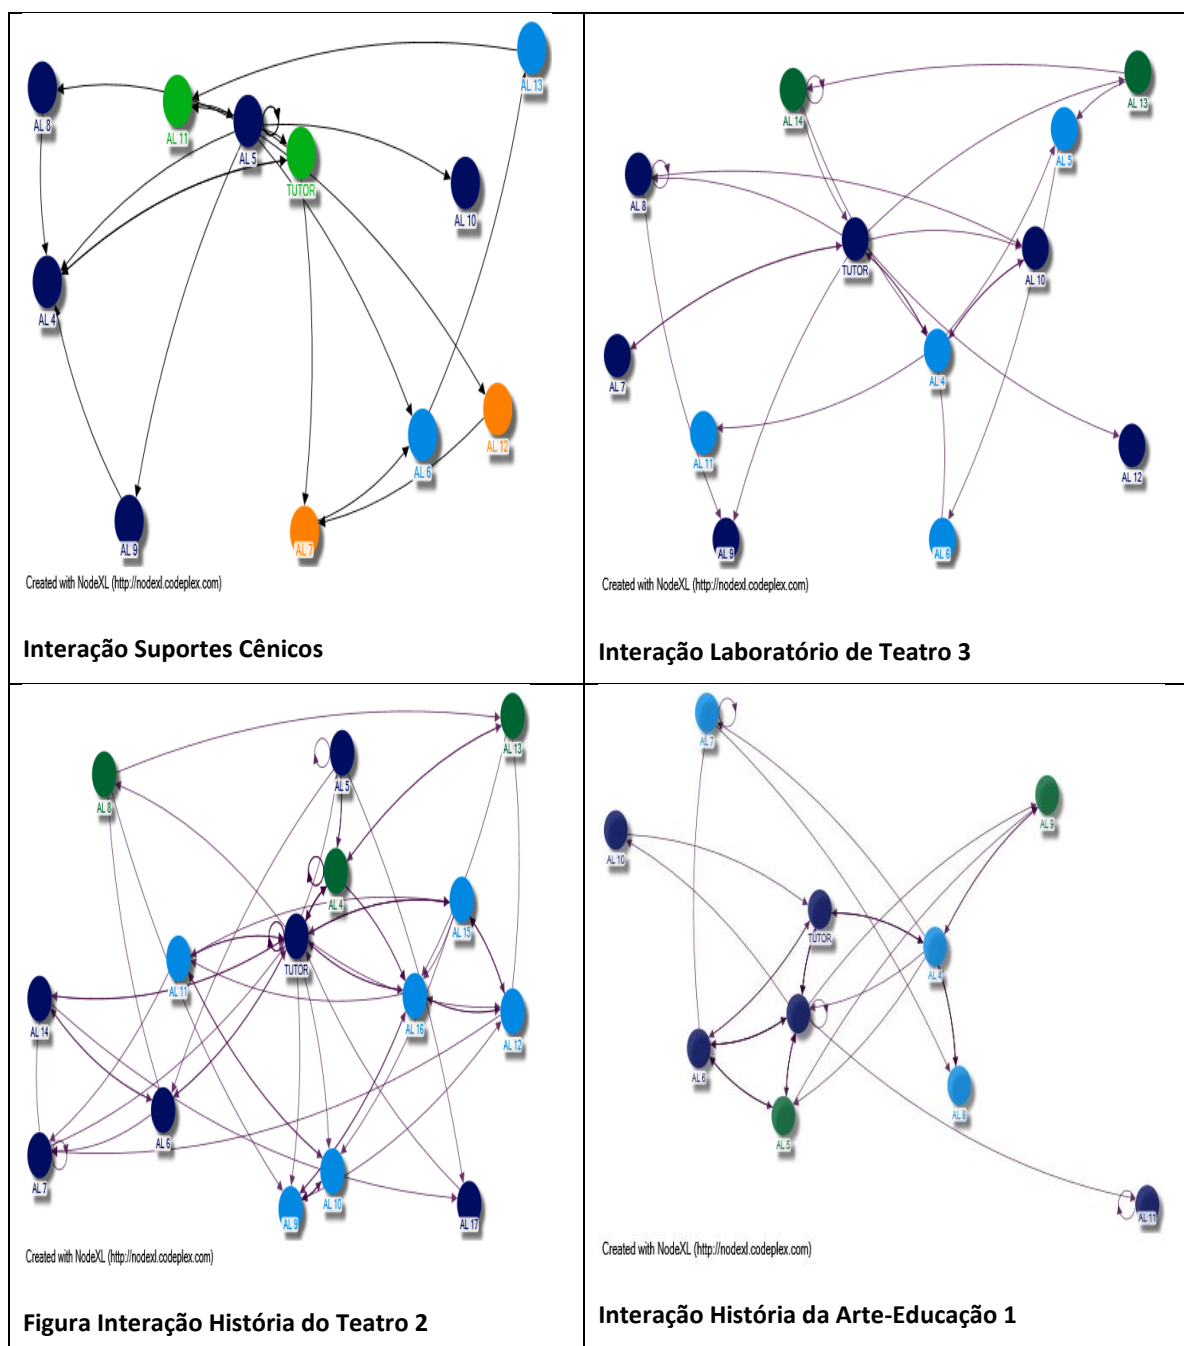 AL 13
AL 8
AL 11
AL 5
TUTOR
AL 10
AL 4
AL 12
AL 6
AL 9
AL 7
Created with NodeXL (http://nodexl.codeplex.com)
Interação Suportes Cênicos
AL 13
AL 14
AL 5
AL 8
TUTOR
AL 10
AL 7
AL 4
AL 11
AL 12
AL 9
AL 6
Created with NodeXL (http://nodexl.codeplex.com)
Interação Laboratório de Teatro 3
AL 13
AL 5
AL 8
AL 4
AL 15
TUTOR
AL 11
AL 16
AL 14
AL 12
AL 6
AL 7
AL 10
AL 9
AL 17
Created with NodeXL (http://nodexl.codeplex.com)
Figura Interação História do Teatro 2
AL 7
AL 9
AL 10
TUTOR
AL 4
AL 6
AL 8
AL 5
AL 11
Created with NodeXL (http://nodexl.codeplex.com)
Interação História da Arte-Educação 1